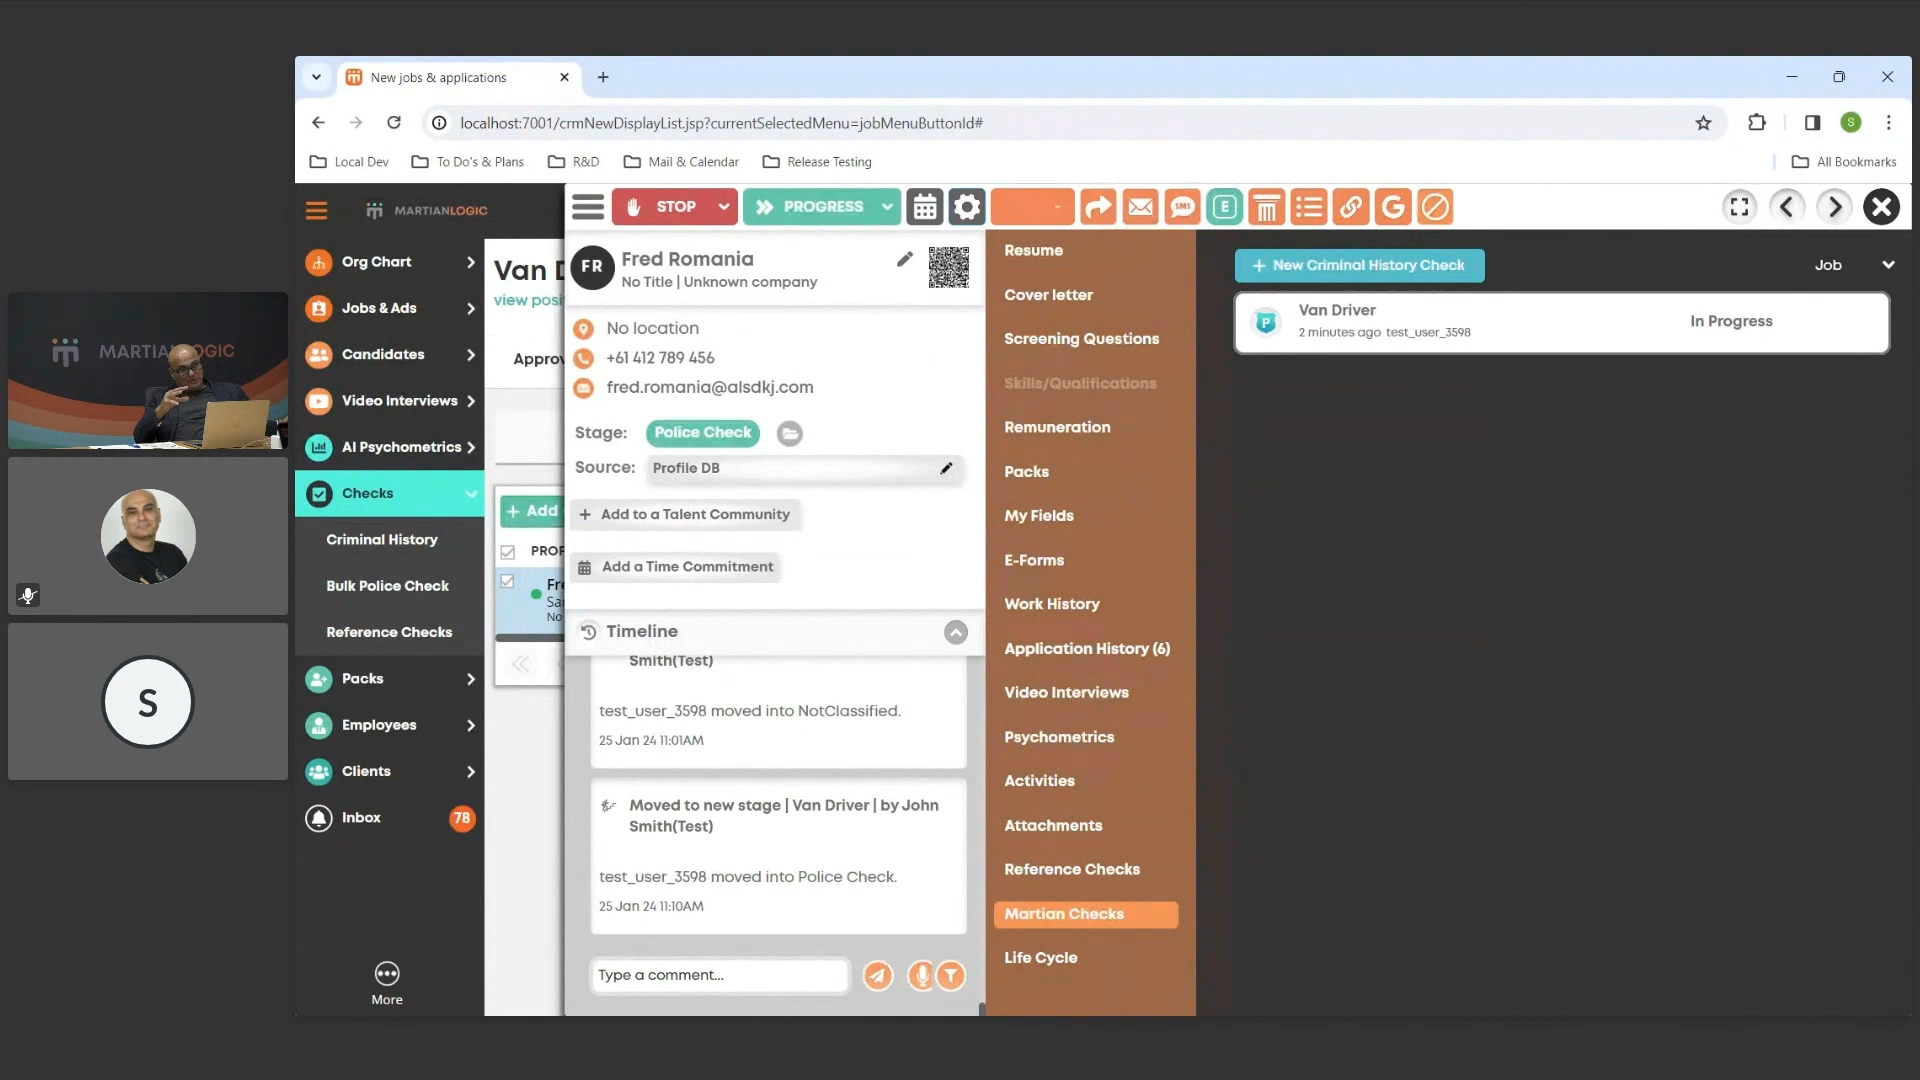 New jobs & applications
localhost:7001/crmNewDisplayList.jsp?currentSelectedMenu=jobMenuButtonId#
S
Local Dev
To Do's & Plans
R&D
Mail & Calendar
Release Testing
All Bookmarks
MARTIANLOGIC
STOP
PROGRESS
SMS
E
G
Org Chart
Jobs & Ads
Candidates
Video Interviews
AI Psychometrics
Checks
Criminal History
Bulk Police Check
Reference Checks
Packs
Employees
Clients
Inbox
78
More
Van D
view posi
Approv
+ Add
PROF
Fre
Sa
No
FR
Fred Romania
No Title | Unknown company
No location
+61 412 789 456
fred.romania@alsdkj.com
Stage:
Police Check
Source:
Profile DB
+ Add to a Talent Community
Add a Time Commitment
Timeline
Smith(Test)
test_user_3598 moved into NotClassified.
25 Jan 24 11:01AM
Moved to new stage | Van Driver | by John
Smith(Test)
test_user_3598 moved into Police Check.
25 Jan 24 11:10AM
Type a comment...
Resume
Cover letter
Screening Questions
Skills/Qualifications
Remuneration
Packs
My Fields
E-Forms
Work History
Application History (6)
Video Interviews
Psychometrics
Activities
Attachments
Reference Checks
Martian Checks
Life Cycle
+ New Criminal History Check
Job
P
Van Driver
2 minutes ago test_user_3598
In Progress
MARTIANLOGIC
S